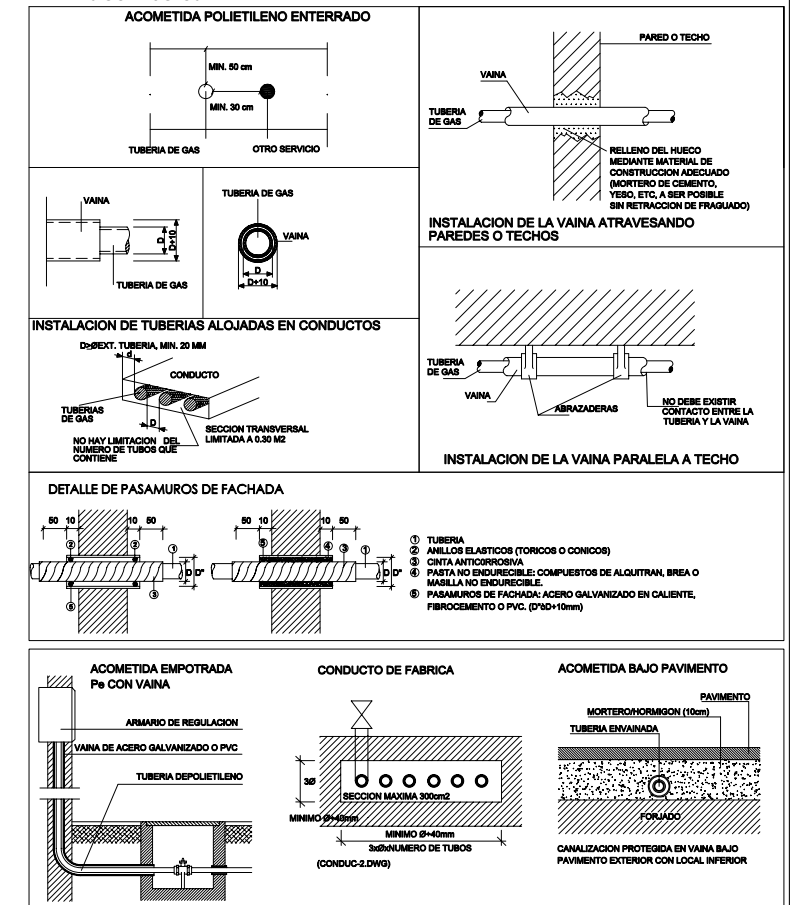 ACOMETIDA POLIETILENO ENTERRADO
MIN. 50 cm
MIN. 30 cm
TUBERIA DE GAS
OTRO SERVICIO
VAINA
D
D+10
TUBERIA DE GAS
TUBERIA DE GAS
VAINA
D
D+10
INSTALACION DE TUBERIAS ALOJADAS EN CONDUCTOS
D≥ØEXT. TUBERIA, MIN. 20 MM
d
CONDUCTO
TUBERIAS
DE GAS
D
SECCION TRANSVERSAL
LIMITADA A 0.30 M2
NO HAY LIMITACION DEL
NUMERO DE TUBOS QUE
CONTIENE
PARED O TECHO
VAINA
TUBERIA
DE GAS
RELLENO DEL HUECO
MEDIANTE MATERIAL DE
CONSTRUCCION ADECUADO
(MORTERO DE CEMENTO,
YESO, ETC, A SER POSIBLE
SIN RETRACCION DE FRAGUADO)
INSTALACION DE LA VAINA ATRAVESANDO
PAREDES O TECHOS
TUBERIA
DE GAS
VAINA
ABRAZADERAS
NO DEBE EXISTIR
CONTACTO ENTRE LA
TUBERIA Y LA VAINA
INSTALACION DE LA VAINA PARALELA A TECHO
DETALLE DE PASAMUROS DE FACHADA
50 10 10 50
2 2 1
D D"
5 3
50 10 10 50
5 4 3 1
D D"
1 TUBERIA
2 ANILLOS ELASTICOS (TORICOS O CONICOS)
3 CINTA ANTICORROSIVA
4 PASTA NO ENDURECIBLE: COMPUESTOS DE ALQUITRAN, BREA O
MASILLA NO ENDURECIBLE.
5 PASAMUROS DE FACHADA: ACERO GALVANIZADO EN CALIENTE,
FIBROCEMENTO O PVC. (D"òD+10mm)
ACOMETIDA EMPOTRADA
Pe CON VAINA
ARMARIO DE REGULACION
VAINA DE ACERO GALVANIZADO O PVC
TUBERIA DEPOLIETILENO
CONDUCTO DE FABRICA
3Ø
SECCION MAXIMA 300cm2
MINIMO Ø+40mm
MINIMO Ø+40mm
3xØxNUMERO DE TUBOS
(CONDUC-2.DWG)
ACOMETIDA BAJO PAVIMENTO
PAVIMENTO
MORTERO/HORMIGON (10cm)
TUBERIA ENVAINADA
FORJADO
CANALIZACION PROTEGIDA EN VAINA BAJO
PAVIMENTO EXTERIOR CON LOCAL INFERIOR